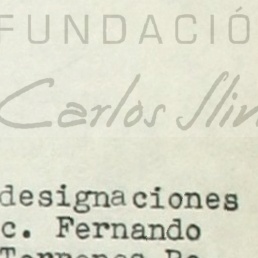 FUNDACIÓ
Carlos Slim
designaciones
c. Fernando